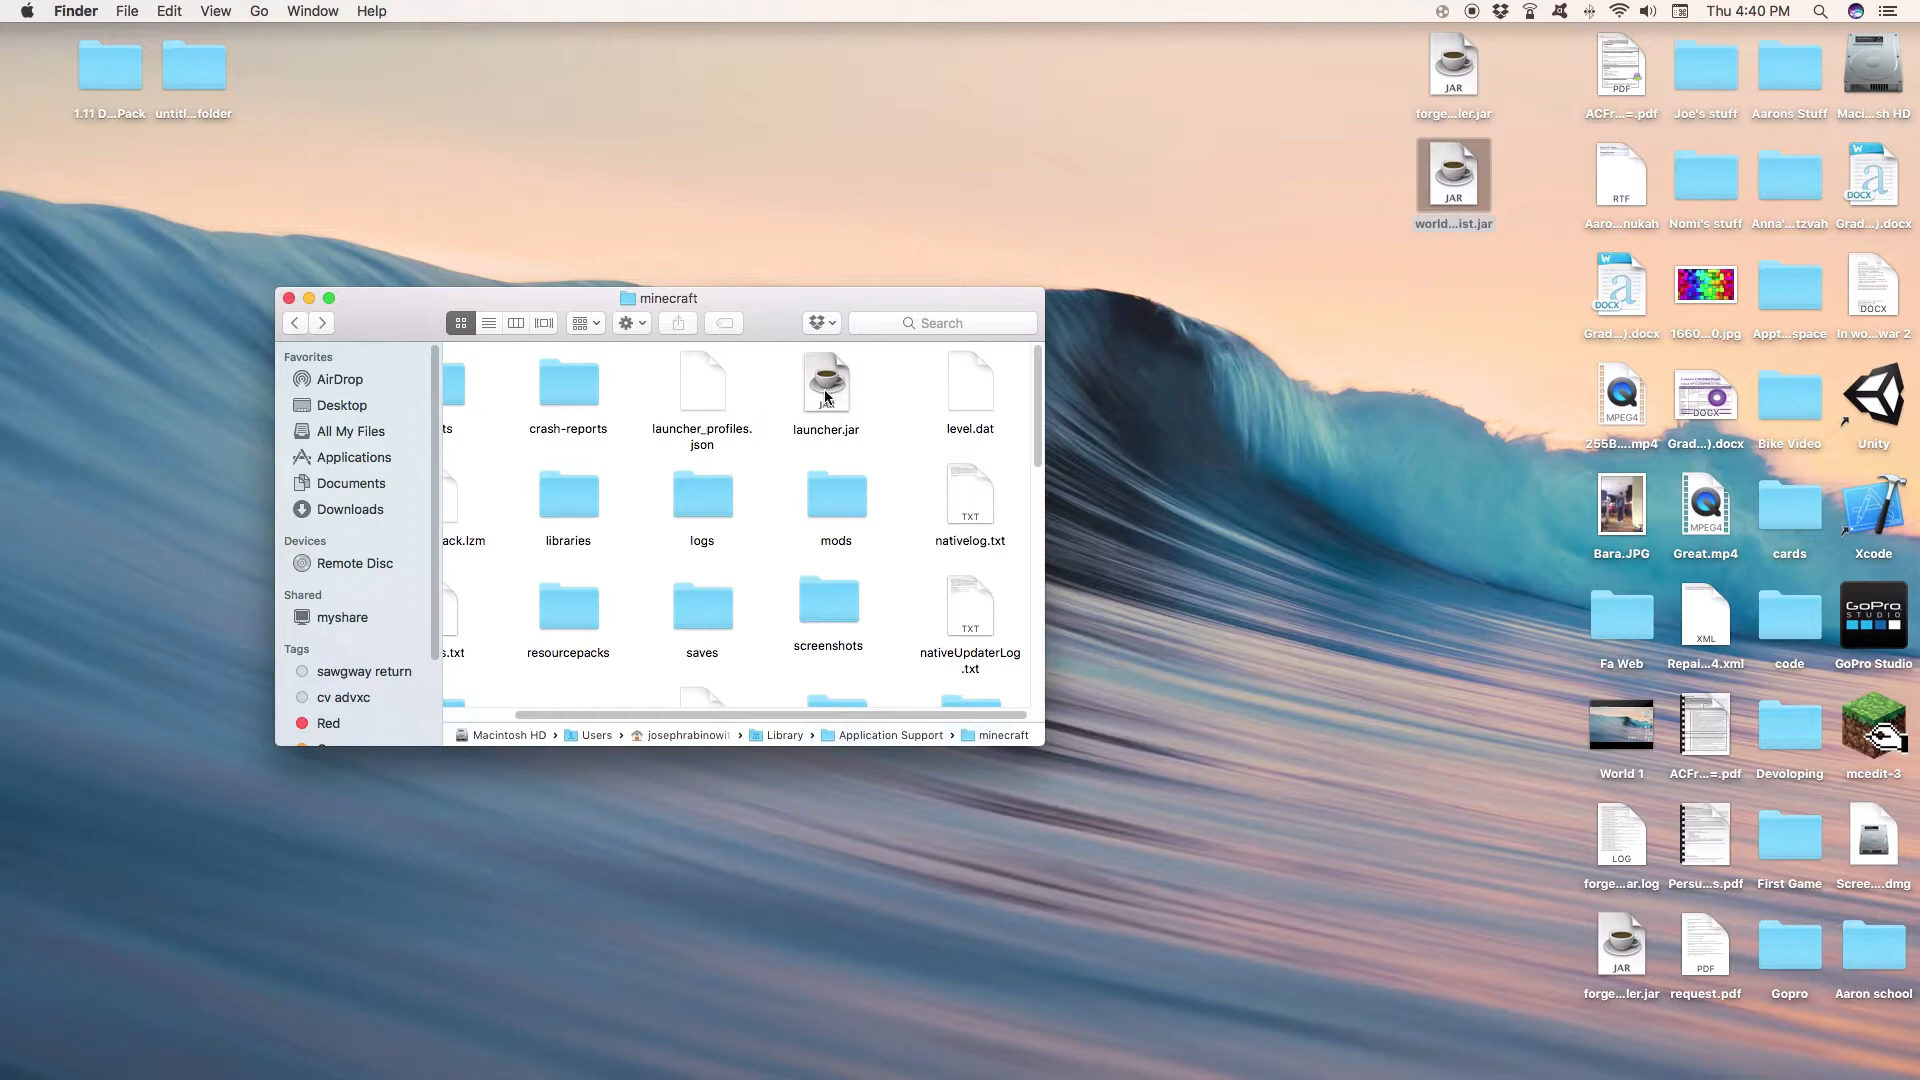 Finder File Edit View Go Window Help
Thu 4:40 PM
1.11 D...Pack
untitl...folder
JAR
forge...ler.jar
JAR
world...ist.jar
PDF
ACFr...=.pdf
Joe's stuff
Aarons Stuff
Maci...sh HD
RTF
Aaro...nukah
Nomi's stuff
Anna'...tzvah
DOCX
Grad...).docx
DOCX
Grad...).docx
1660...0.jpg
Appt...space
DOCX
In wo...war 2
MPEG4
255B....mp4
DOCX
Grad...).docx
Bike Video
Unity
Bara.JPG
MPEG4
Great.mp4
cards
Xcode
Fa Web
XML
Repai...4.xml
code
GoPro
STUDIO
GoPro Studio
World 1
ACFr...=.pdf
Devoloping
mcedit-3
LOG
forge...ar.log
Persu...s.pdf
First Game
Scree....dmg
JAR
forge...ler.jar
PDF
request.pdf
Gopro
Aaron school
minecraft
Search
Favorites
AirDrop
Desktop
All My Files
Applications
Documents
Downloads
Devices
Remote Disc
Shared
myshare
Tags
sawgway return
cv advxc
Red
ts
crash-reports
launcher_profiles.
json
JAR
launcher.jar
level.dat
ack.lzm
libraries
logs
mods
TXT
nativelog.txt
s.txt
resourcepacks
saves
screenshots
TXT
nativeUpdaterLog
.txt
Macintosh HD › Users › josephrabinowit › Library › Application Support › minecraft